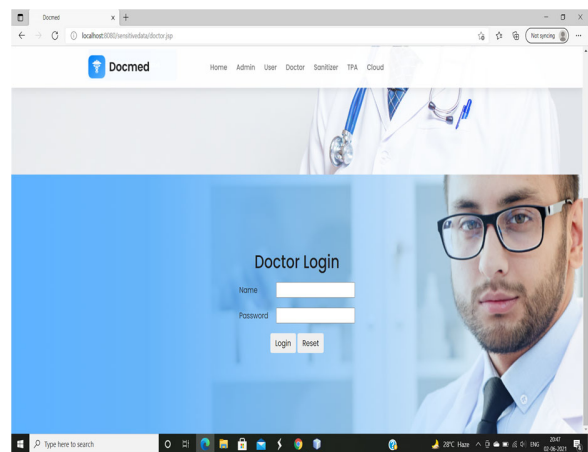 Docmed
localhost:8080/sensitivedata/doctor.jsp
Not syncing
Docmed
Home Admin User Doctor Sanitizer TPA Cloud
Doctor Login
Name
Password
Login Reset
Type here to search
28°C Haze
ENG
20:47
02-06-2021